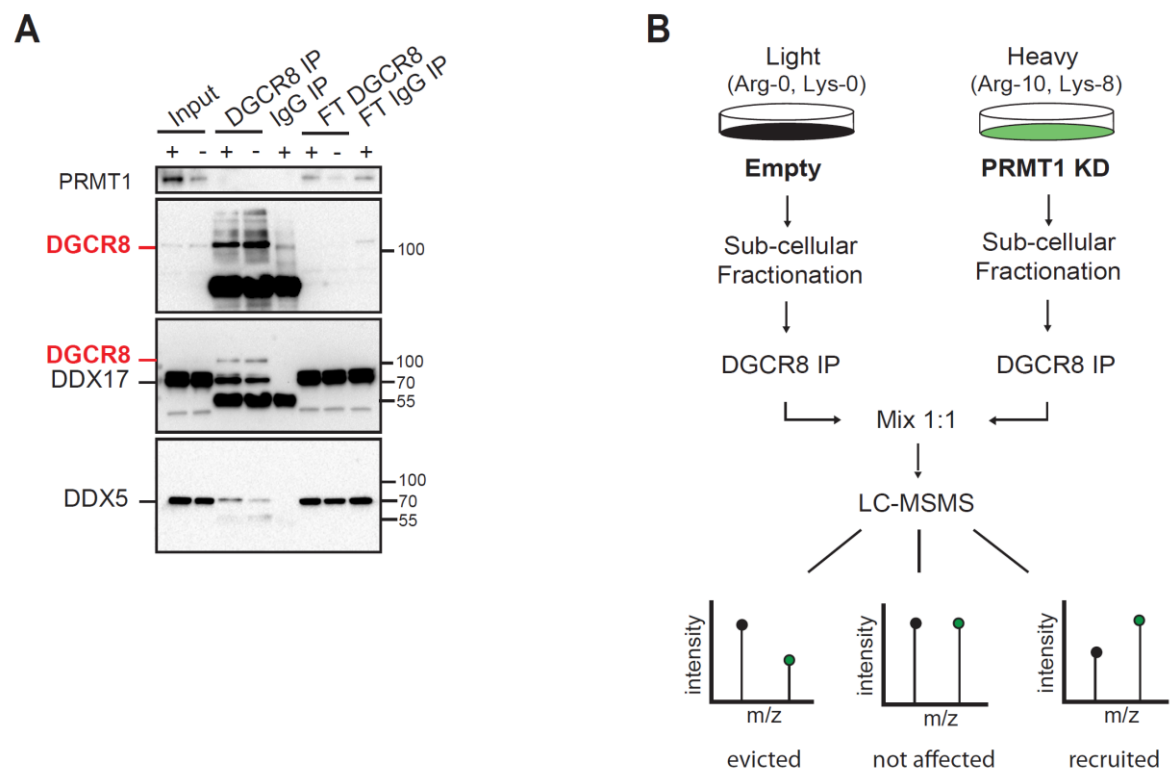 A
Input
DGCR8 IP
IgG IP
FT DGCR8
FT IgG IP
+ - + - + + - +
PRMT1
DGCR8
100
DGCR8
DDX17
100
70
55
DDX5
100
70
55
B
Light
(Arg-0, Lys-0)
Empty
Sub-cellular
Fractionation
DGCR8 IP
Heavy
(Arg-10, Lys-8)
PRMT1 KD
Sub-cellular
Fractionation
DGCR8 IP
Mix 1:1
LC-MSMS
intensity
m/z
evicted
intensity
m/z
not affected
intensity
m/z
recruited